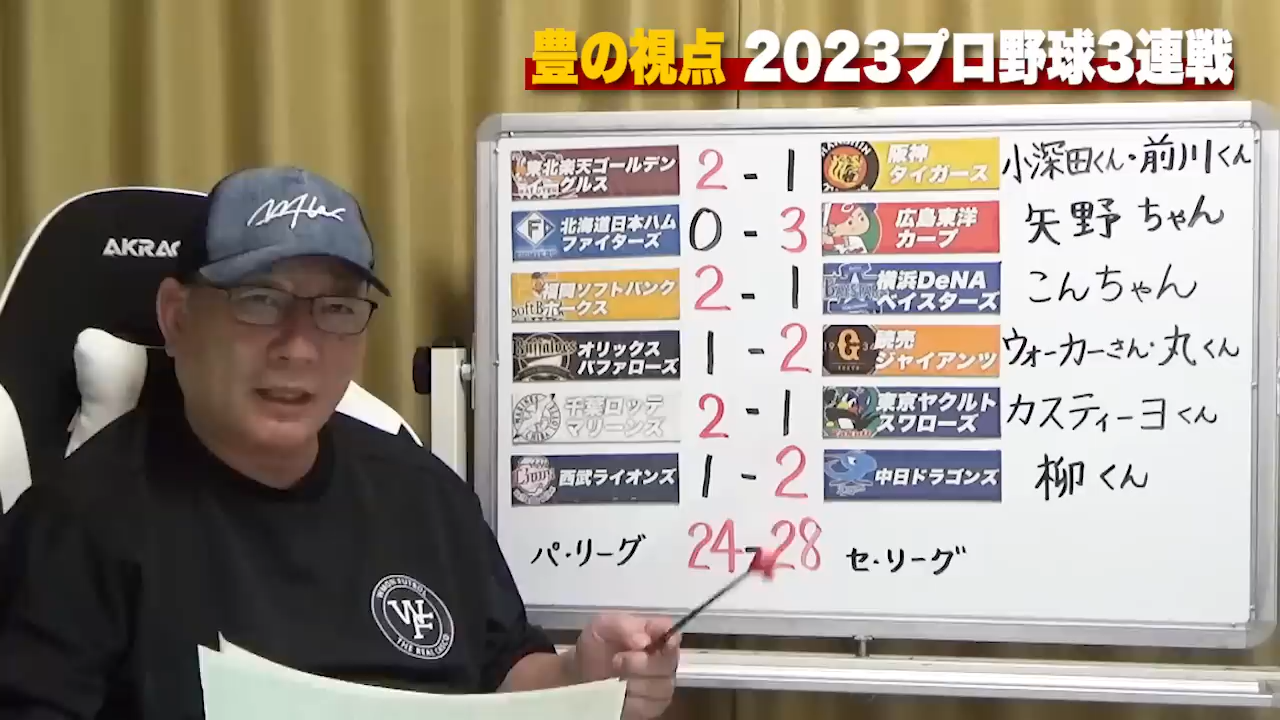 豊の視点 2023プロ野球3連戦
AKRAC
東北楽天ゴールデン
グルス 2 - 1 阪神
タイガース 小深田くん・前川くん
F 北海道日本ハム
ファイターズ 0 - 3 広島東洋
カープ 矢野ちゃん
福岡ソフトバンク
ホークス 2 - 1 横浜DeNA
ベイスターズ こんちゃん
オリックス
バファローズ 1 - 2 G 読売
ジャイアンツ ウォーカーさん・丸くん
千葉ロッテ
マリーンズ 2 - 1 東京ヤクルト
スワローズ カスティーヨくん
西武ライオンズ 1 - 2 中日ドラゴンズ 柳くん
パ・リーグ 24 - 28 セ・リーグ
WF
THE REAL CHICO